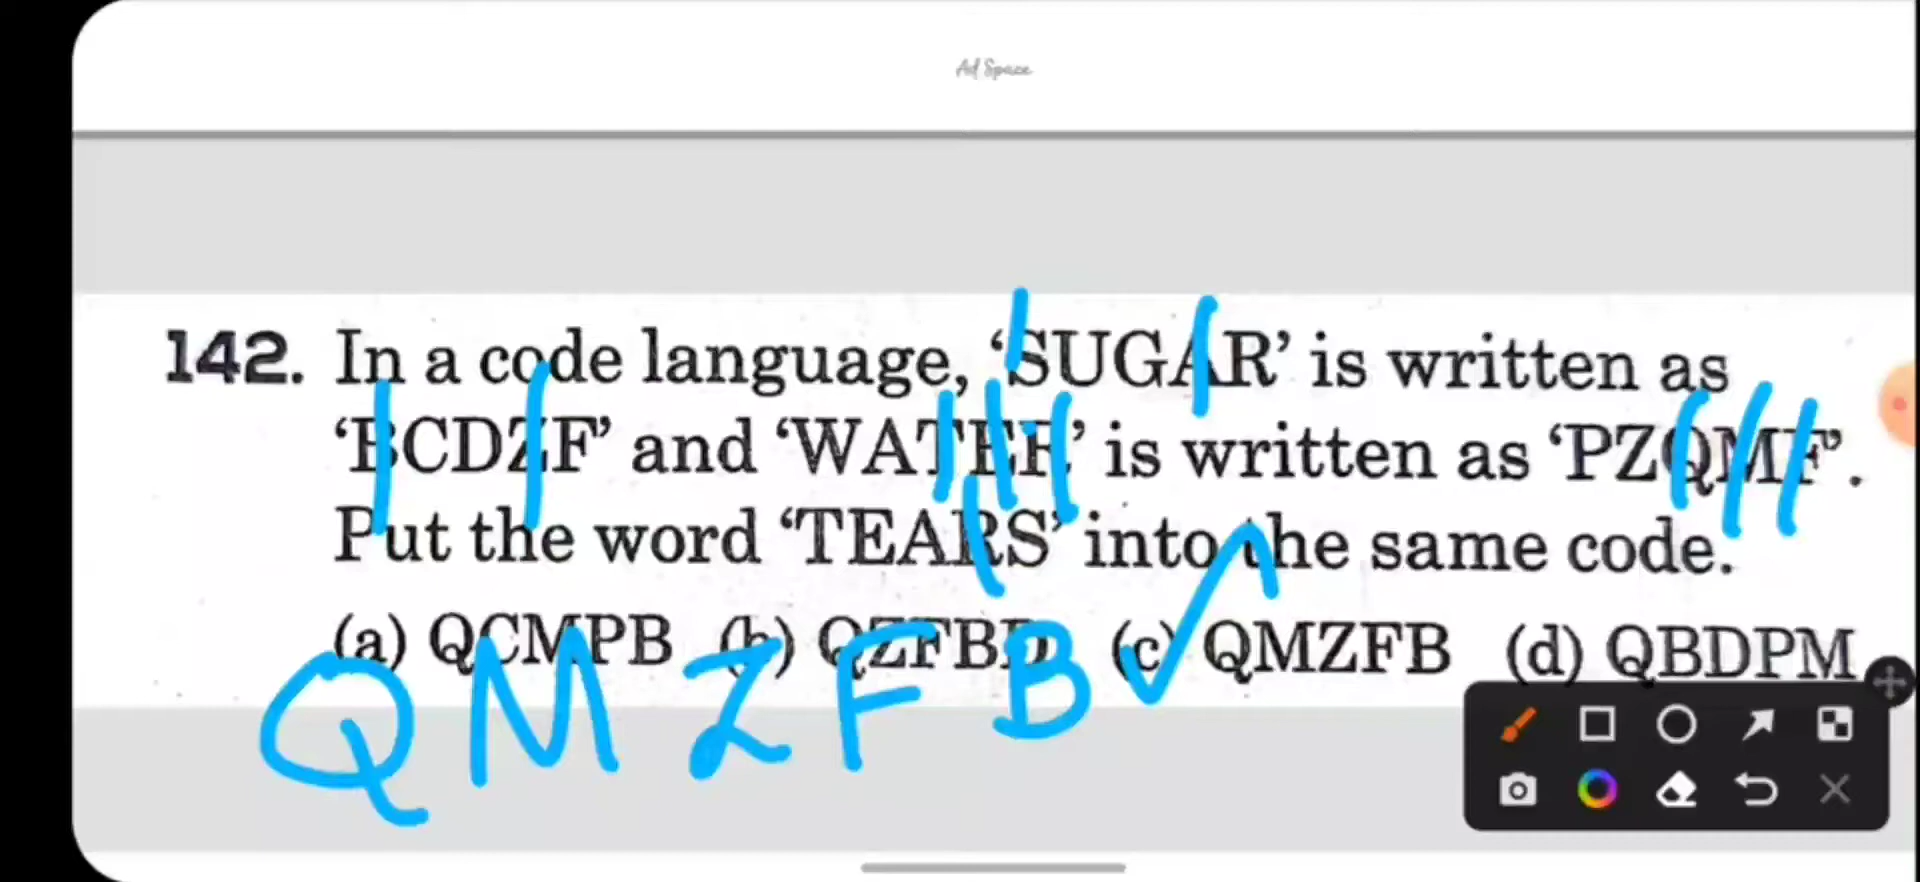 Ad Space
142. In a code language, ‘SUGAR’ is written as
‘BCDZF’ and ‘WATER’ is written as ‘PZQMF’.
Put the word ‘TEARS’ into the same code.
(a) QCMPB (b) QZFBD (c) QMZFB (d) QBDPM
QMZFB